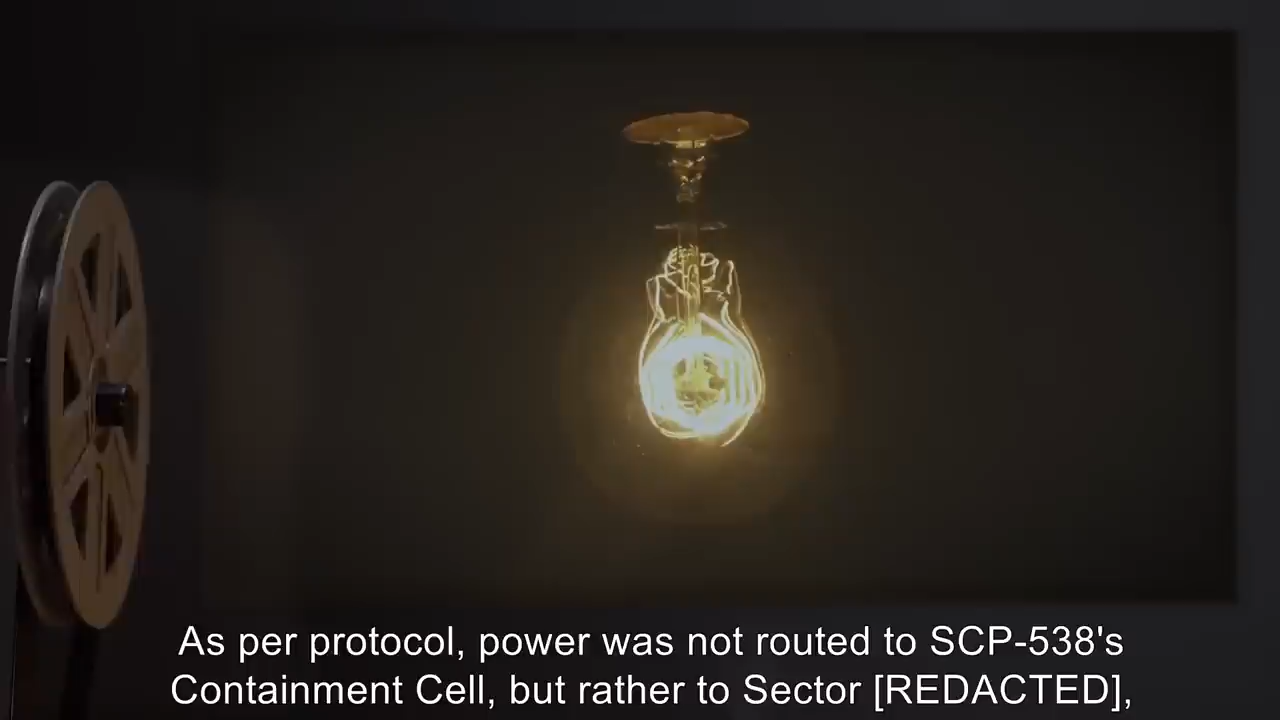 As per protocol, power was not routed to SCP-538's
Containment Cell, but rather to Sector [REDACTED],